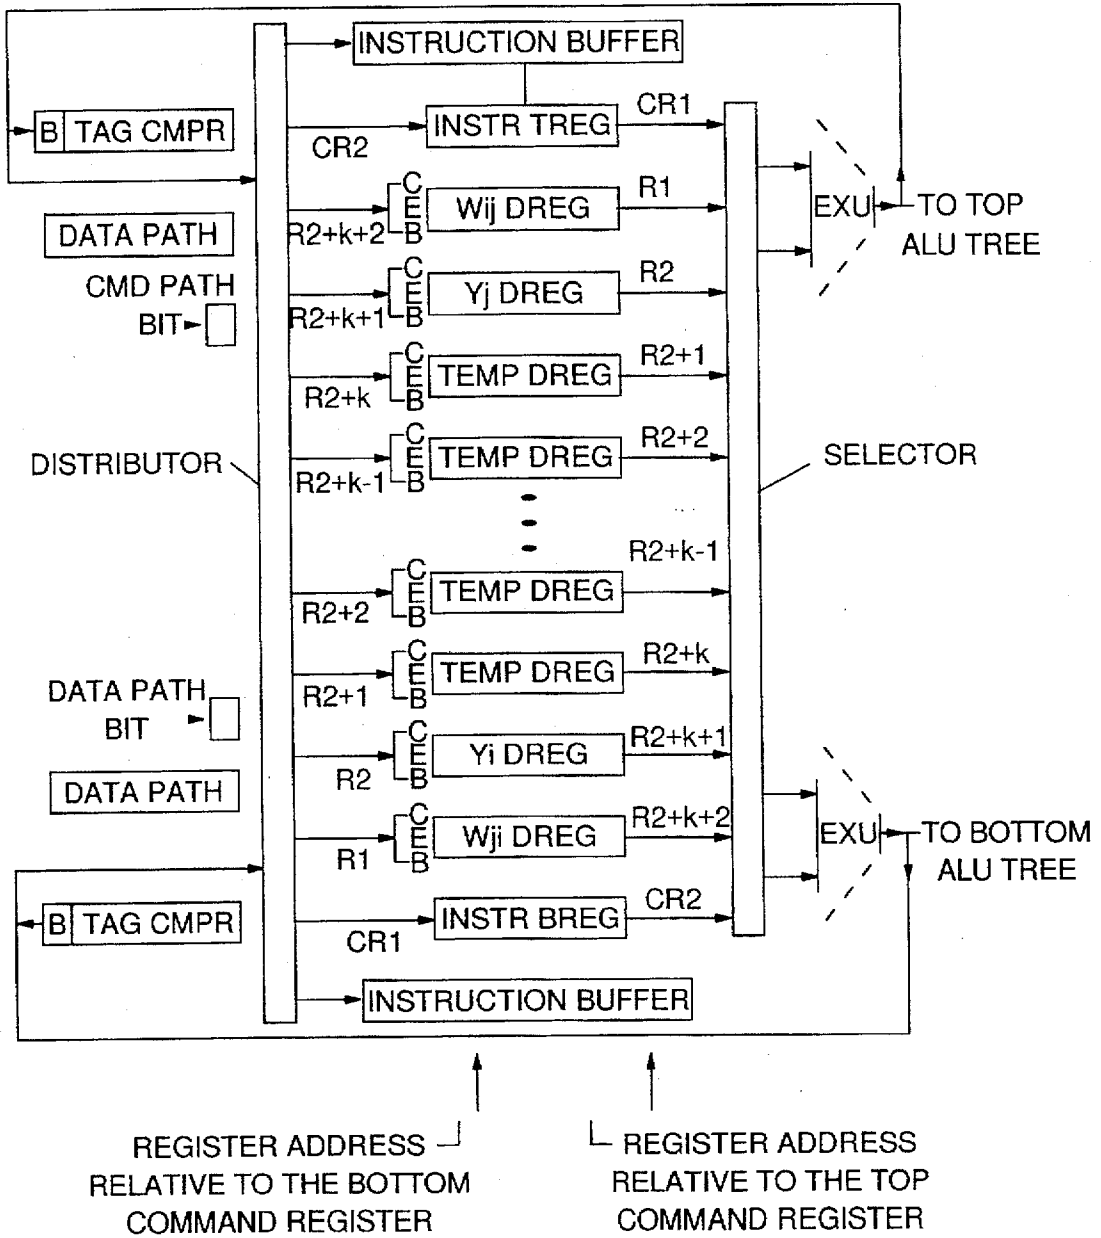 INSTRUCTION BUFFER
B TAG CMPR
CR2
INSTR TREG
CR1
R2+k+2
C
E
B
Wij DREG
R1
EXU
TO TOP
ALU TREE
DATA PATH
CMD PATH
BIT
R2+k+1
C
E
B
Yj DREG
R2
R2+k
C
E
B
TEMP DREG
R2+1
DISTRIBUTOR
R2+k-1
C
E
B
TEMP DREG
R2+2
SELECTOR
R2+2
C
E
B
TEMP DREG
R2+k-1
R2+1
C
E
B
TEMP DREG
R2+k
DATA PATH
BIT
R2
C
E
B
Yi DREG
R2+k+1
DATA PATH
R1
C
E
B
Wji DREG
R2+k+2
EXU
TO BOTTOM
ALU TREE
B TAG CMPR
CR1
INSTR BREG
CR2
INSTRUCTION BUFFER
REGISTER ADDRESS
RELATIVE TO THE BOTTOM
COMMAND REGISTER
REGISTER ADDRESS
RELATIVE TO THE TOP
COMMAND REGISTER